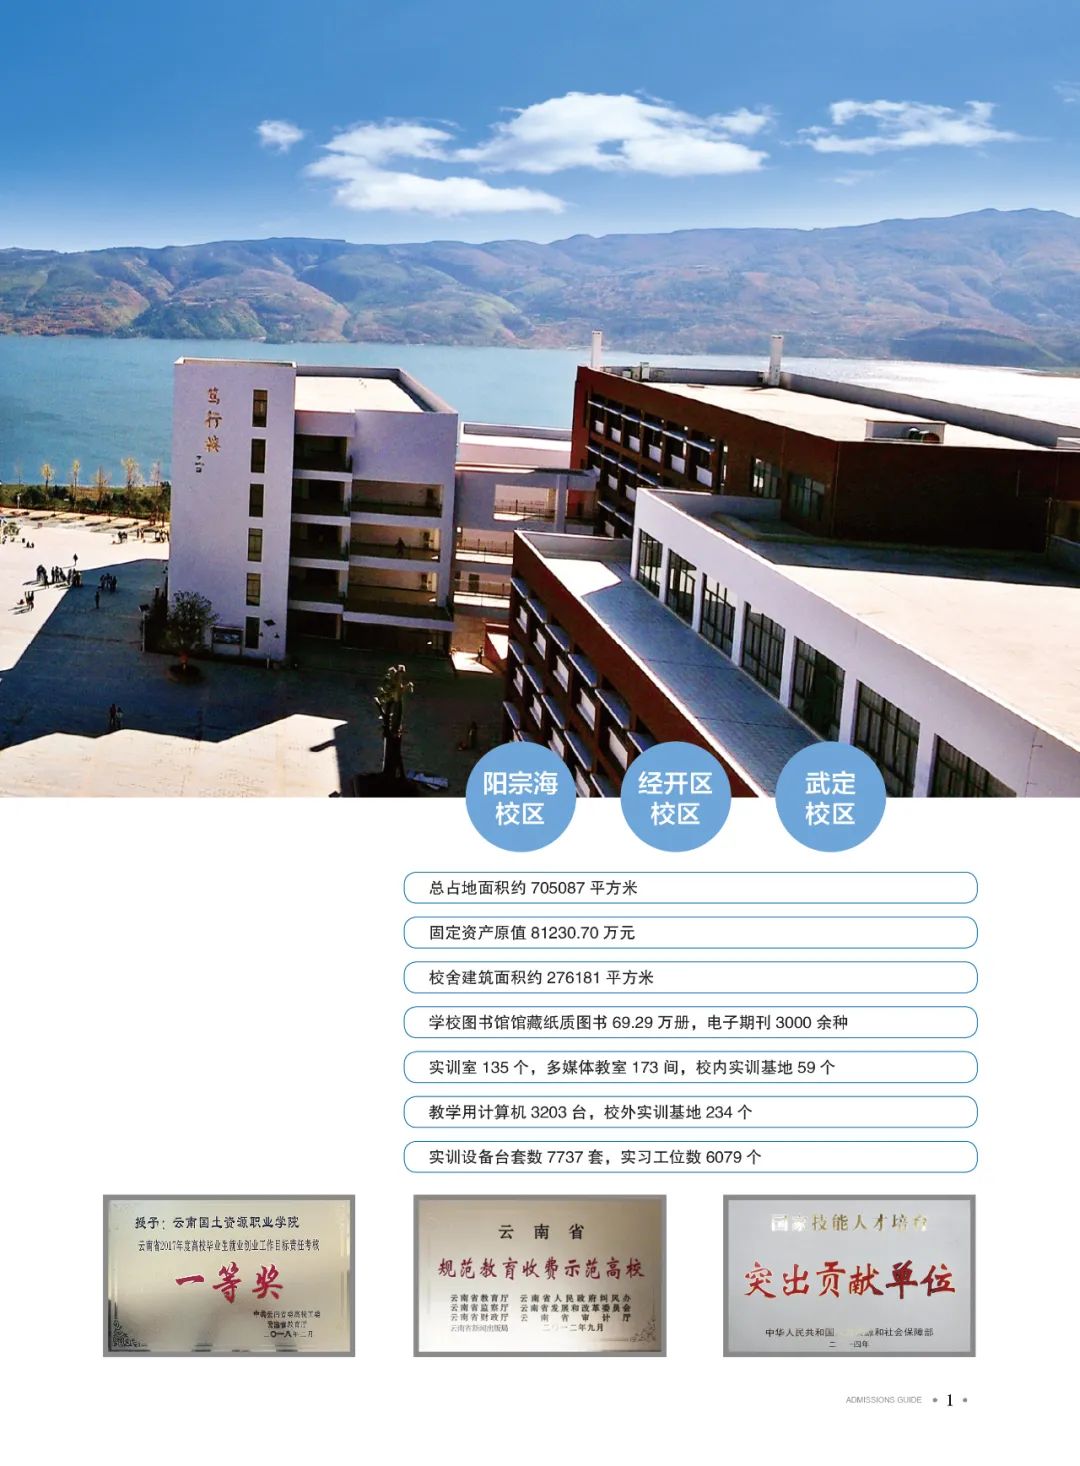 笃行楼
阳宗海
校区
经开区
校区
武定
校区
总占地面积约 705087 平方米
固定资产原值 81230.70 万元
校舍建筑面积约 276181 平方米
学校图书馆馆藏纸质图书 69.29 万册，电子期刊 3000 余种
实训室 135 个，多媒体教室 173 间，校内实训基地 59 个
教学用计算机 3203 台，校外实训基地 234 个
实训设备台套数 7737 套，实习工位数 6079 个
授予：云南国土资源职业学院
云南省2017年度高校毕业生就业创业工作目标责任考核
一等奖
云南省教育厅
二〇一八年二月
云南省
规范教育收费示范高校
云南省教育厅 云南省人民政府纠风办
云南省监察厅 云南省发展和改革委员会
云南省财政厅 云南省审计厅
云南省新闻出版局 二〇一二年九月
国家技能人才培育
突出贡献单位
中华人民共和国人力资源和社会保障部
ADMISSIONS GUIDE • 1 •